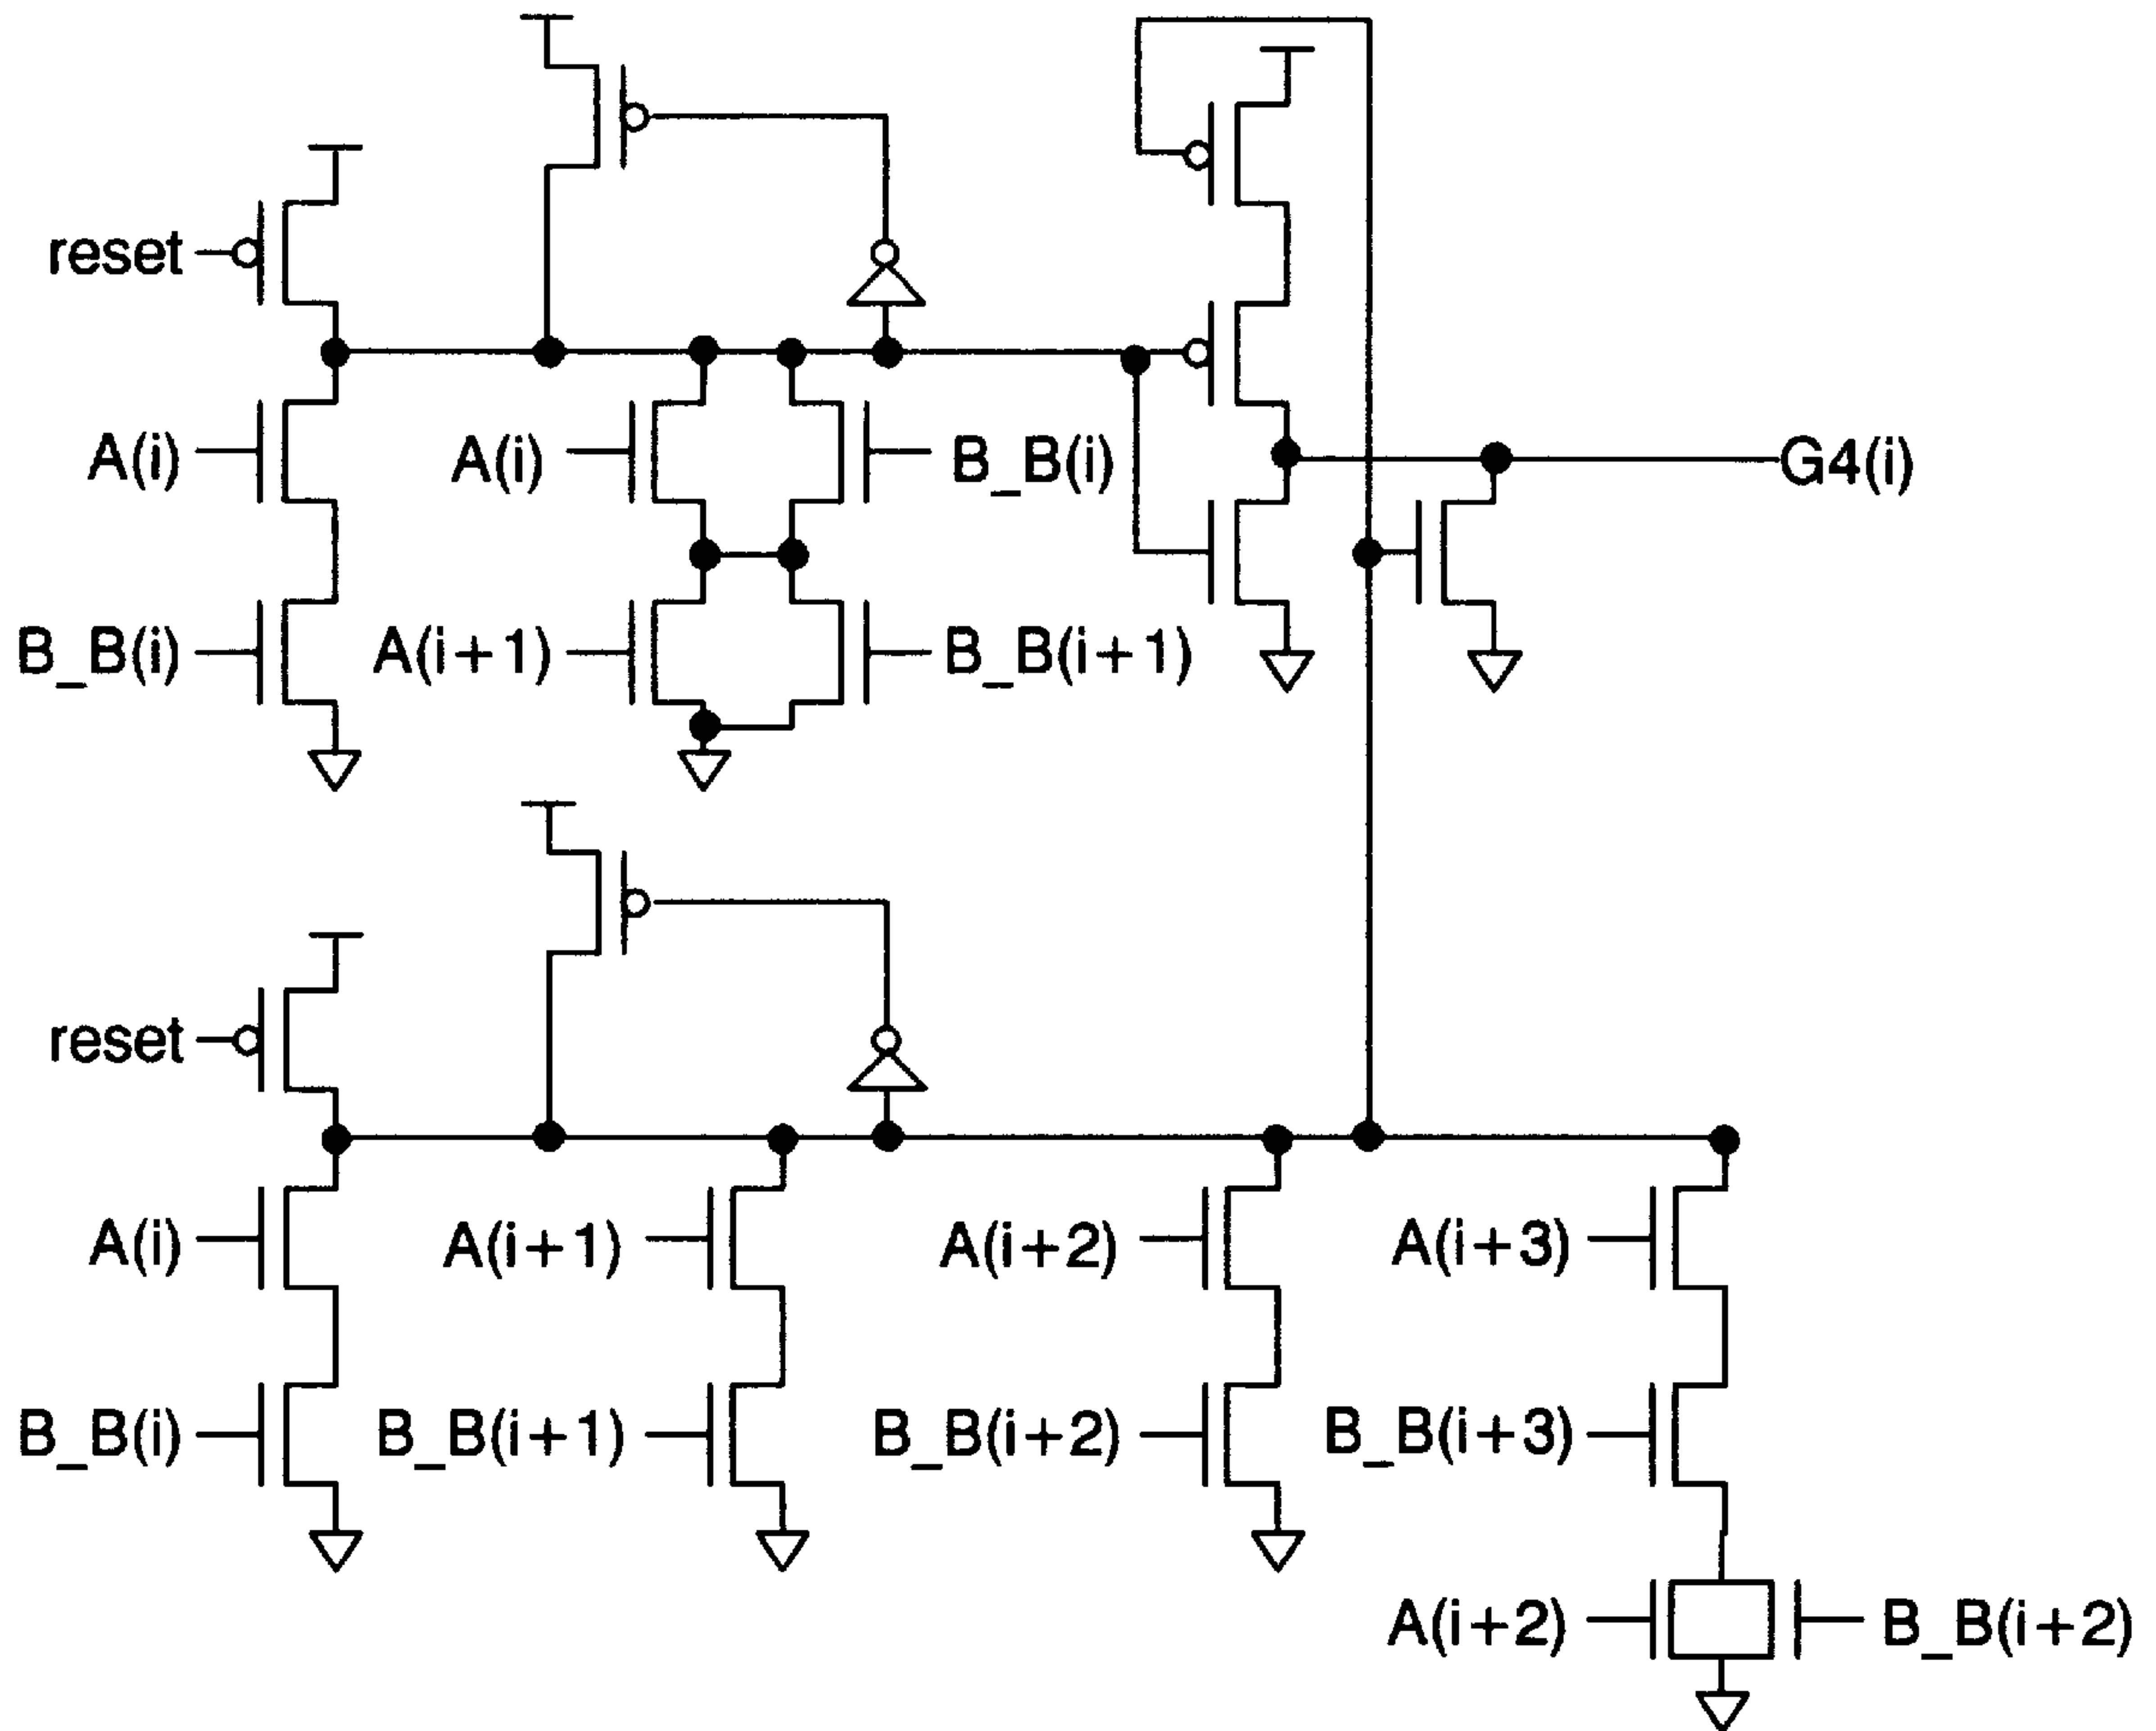 reset
A(i)
A(i)
B_B(i)
G4(i)
B_B(i)
A(i+1)
B_B(i+1)
reset
A(i)
A(i+1)
A(i+2)
A(i+3)
B_B(i)
B_B(i+1)
B_B(i+2)
B_B(i+3)
A(i+2)
B_B(i+2)